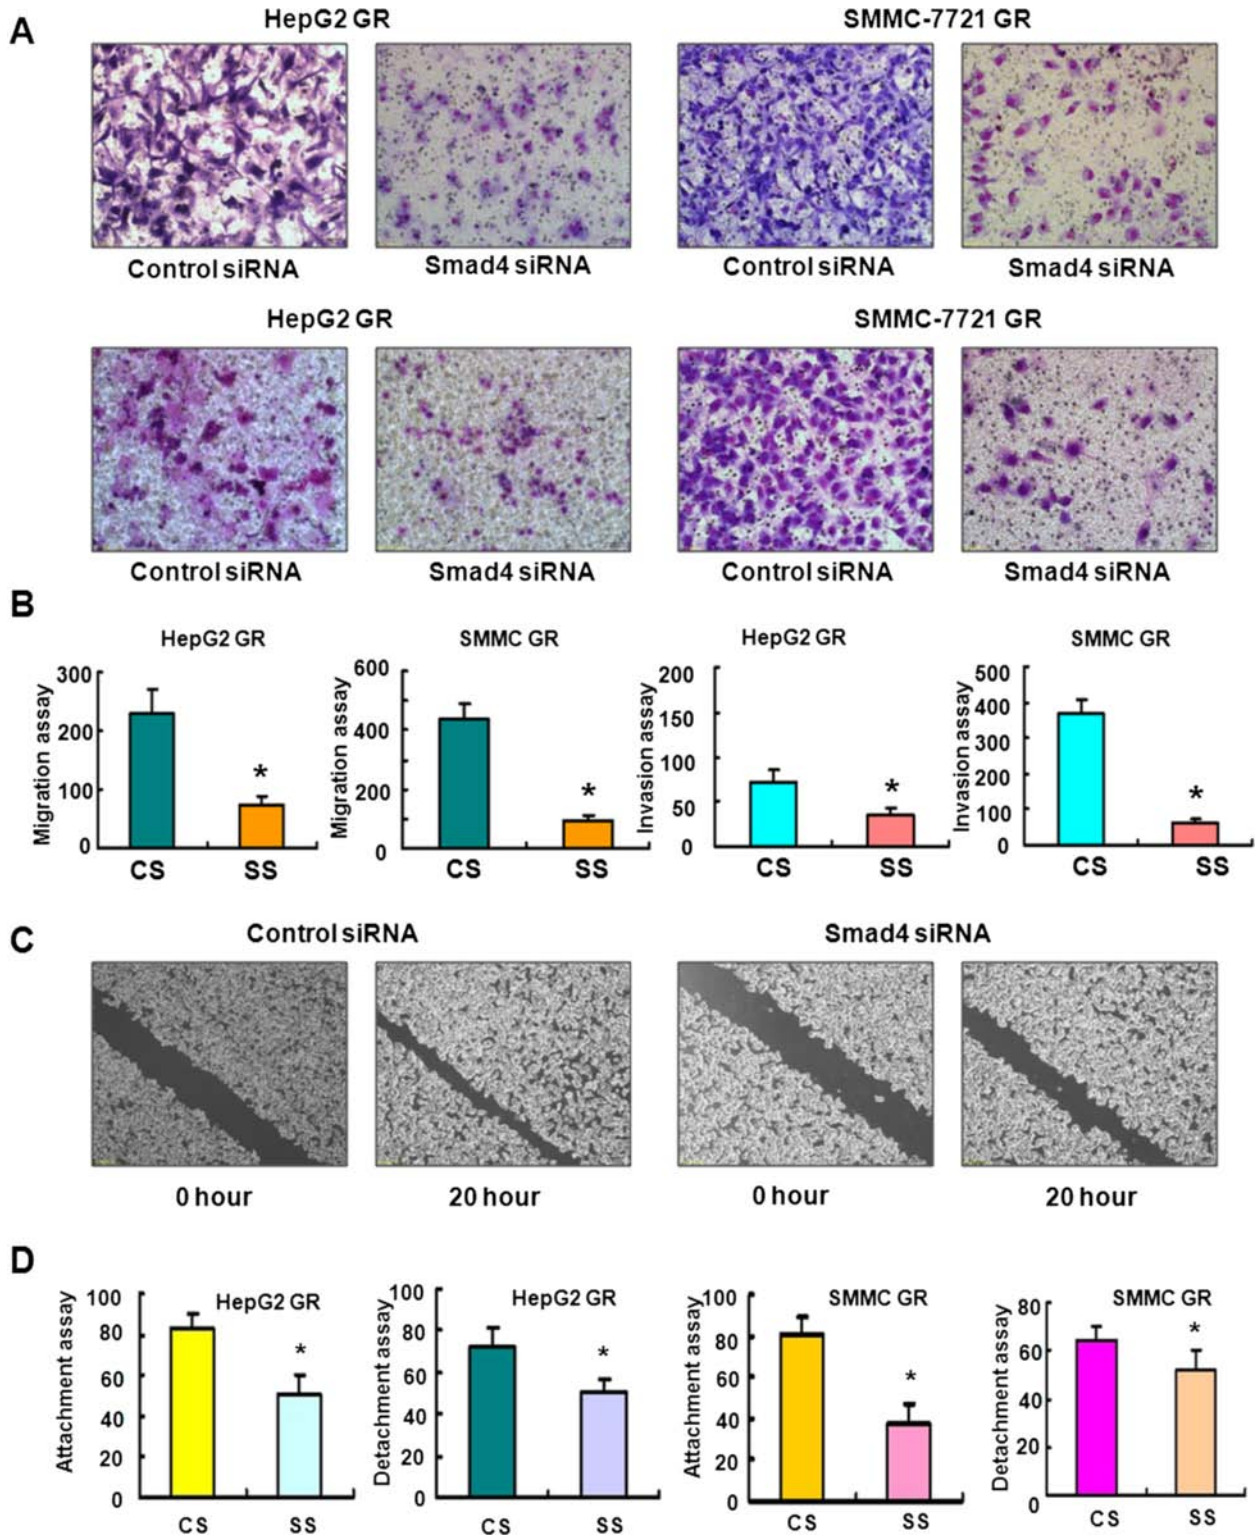 A
HepG2 GR
SMMC-7721 GR
Control siRNA
Smad4 siRNA
Control siRNA
Smad4 siRNA
HepG2 GR
SMMC-7721 GR
Control siRNA
Smad4 siRNA
Control siRNA
Smad4 siRNA
B
HepG2 GR
Migration assay
300
200
100
0
*
CS
SS
SMMC GR
Migration assay
600
400
200
0
*
CS
SS
HepG2 GR
Invasion assay
200
150
100
50
0
*
CS
SS
SMMC GR
Invasion assay
500
400
300
200
100
0
*
CS
SS
C
Control siRNA
Smad4 siRNA
0 hour
20 hour
0 hour
20 hour
D
HepG2 GR
Attachment assay
100
80
60
40
20
0
*
CS
SS
HepG2 GR
Detachment assay
100
80
60
40
20
0
*
CS
SS
SMMC GR
Attachment assay
100
80
60
40
20
0
*
CS
SS
SMMC GR
Detachment assay
80
60
40
20
0
*
CS
SS